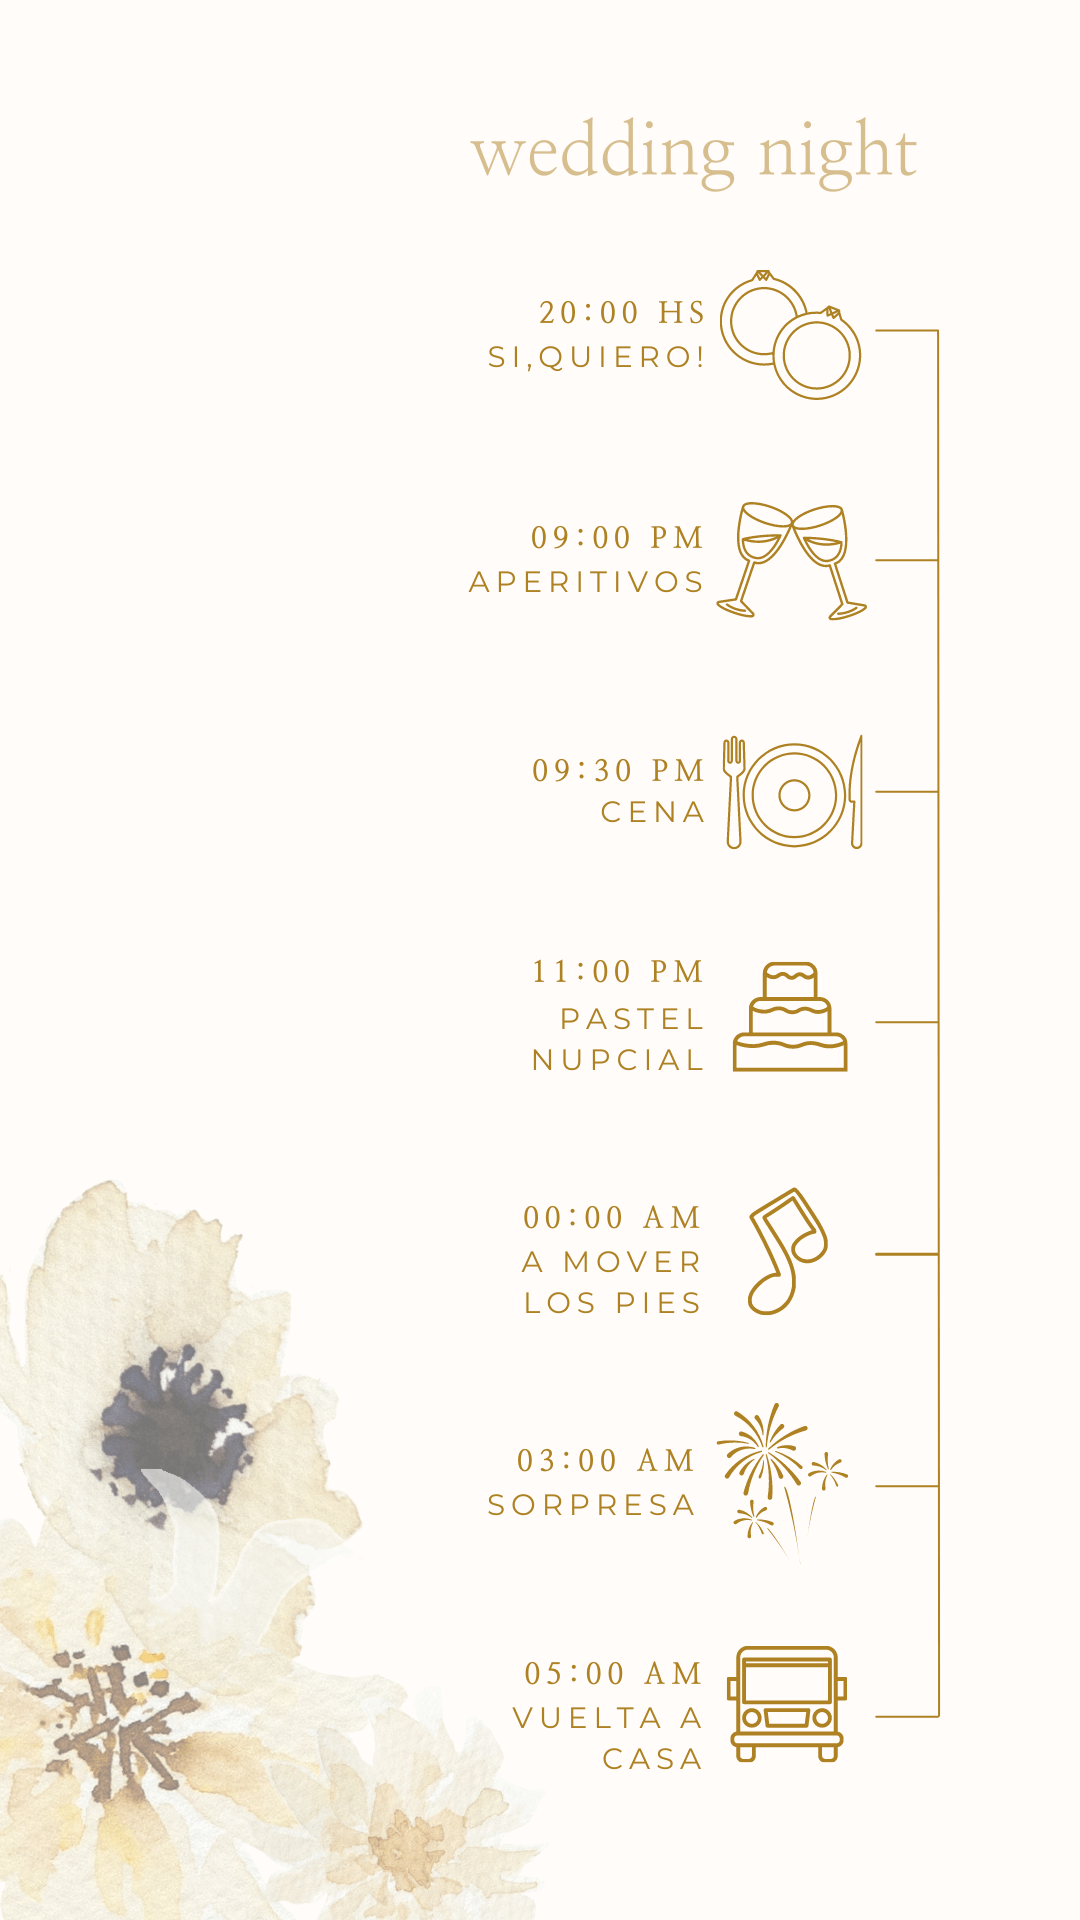 wedding night
20:00 HS
SI,QUIERO!
09:00 PM
APERITIVOS
09:30 PM
CENA
11:00 PM
PASTEL
NUPCIAL
00:00 AM
A MOVER
LOS PIES
03:00 AM
SORPRESA
05:00 AM
VUELTA A
CASA